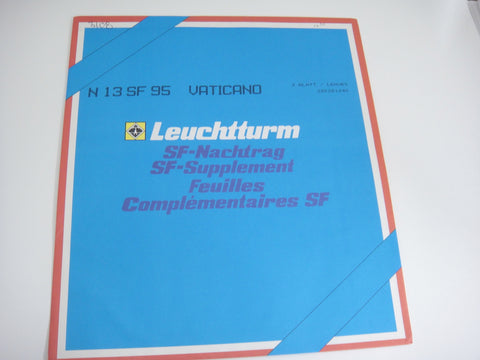 N 13 SF 95 VATICANO
Leuchtturm
SF-Nachtrag
SF-Supplement
Feuilles
Complémentaires SF